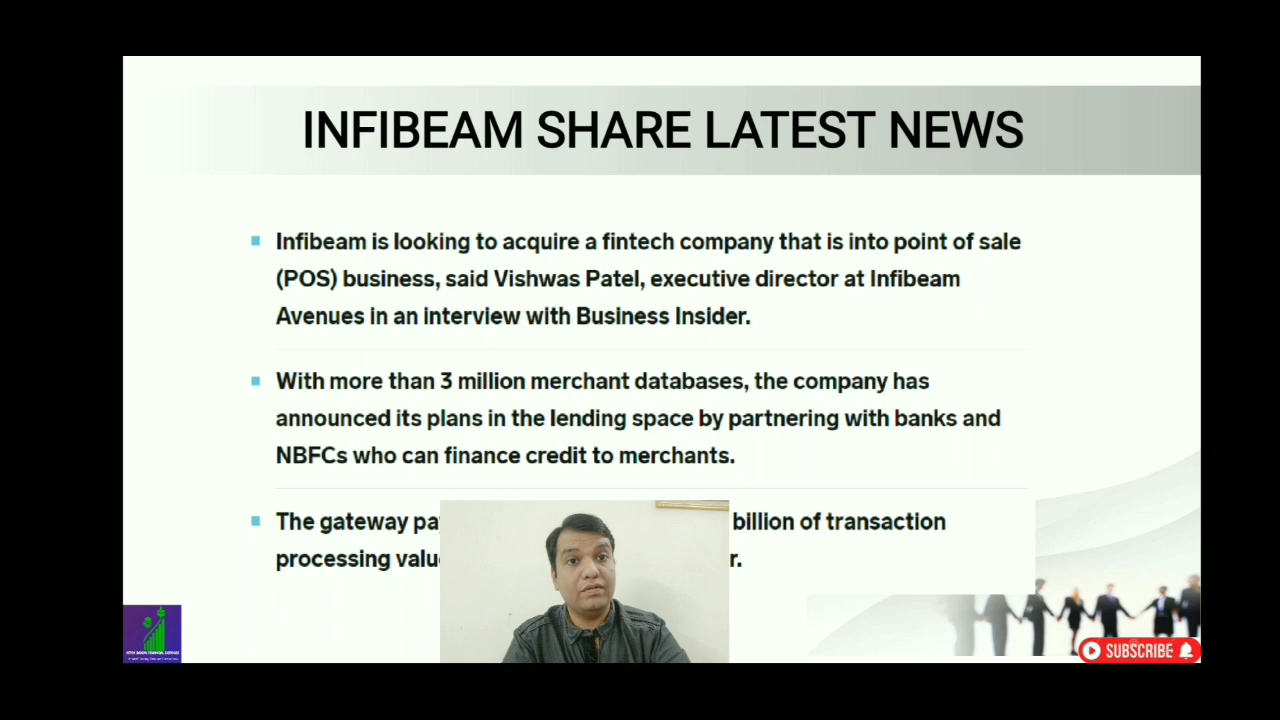 INFIBEAM SHARE LATEST NEWS
Infibeam is looking to acquire a fintech company that is into point of sale
(POS) business, said Vishwas Patel, executive director at Infibeam
Avenues in an interview with Business Insider.
With more than 3 million merchant databases, the company has
announced its plans in the lending space by partnering with banks and
NBFCs who can finance credit to merchants.
The gateway billion of transaction
processing
SUBSCRIBE